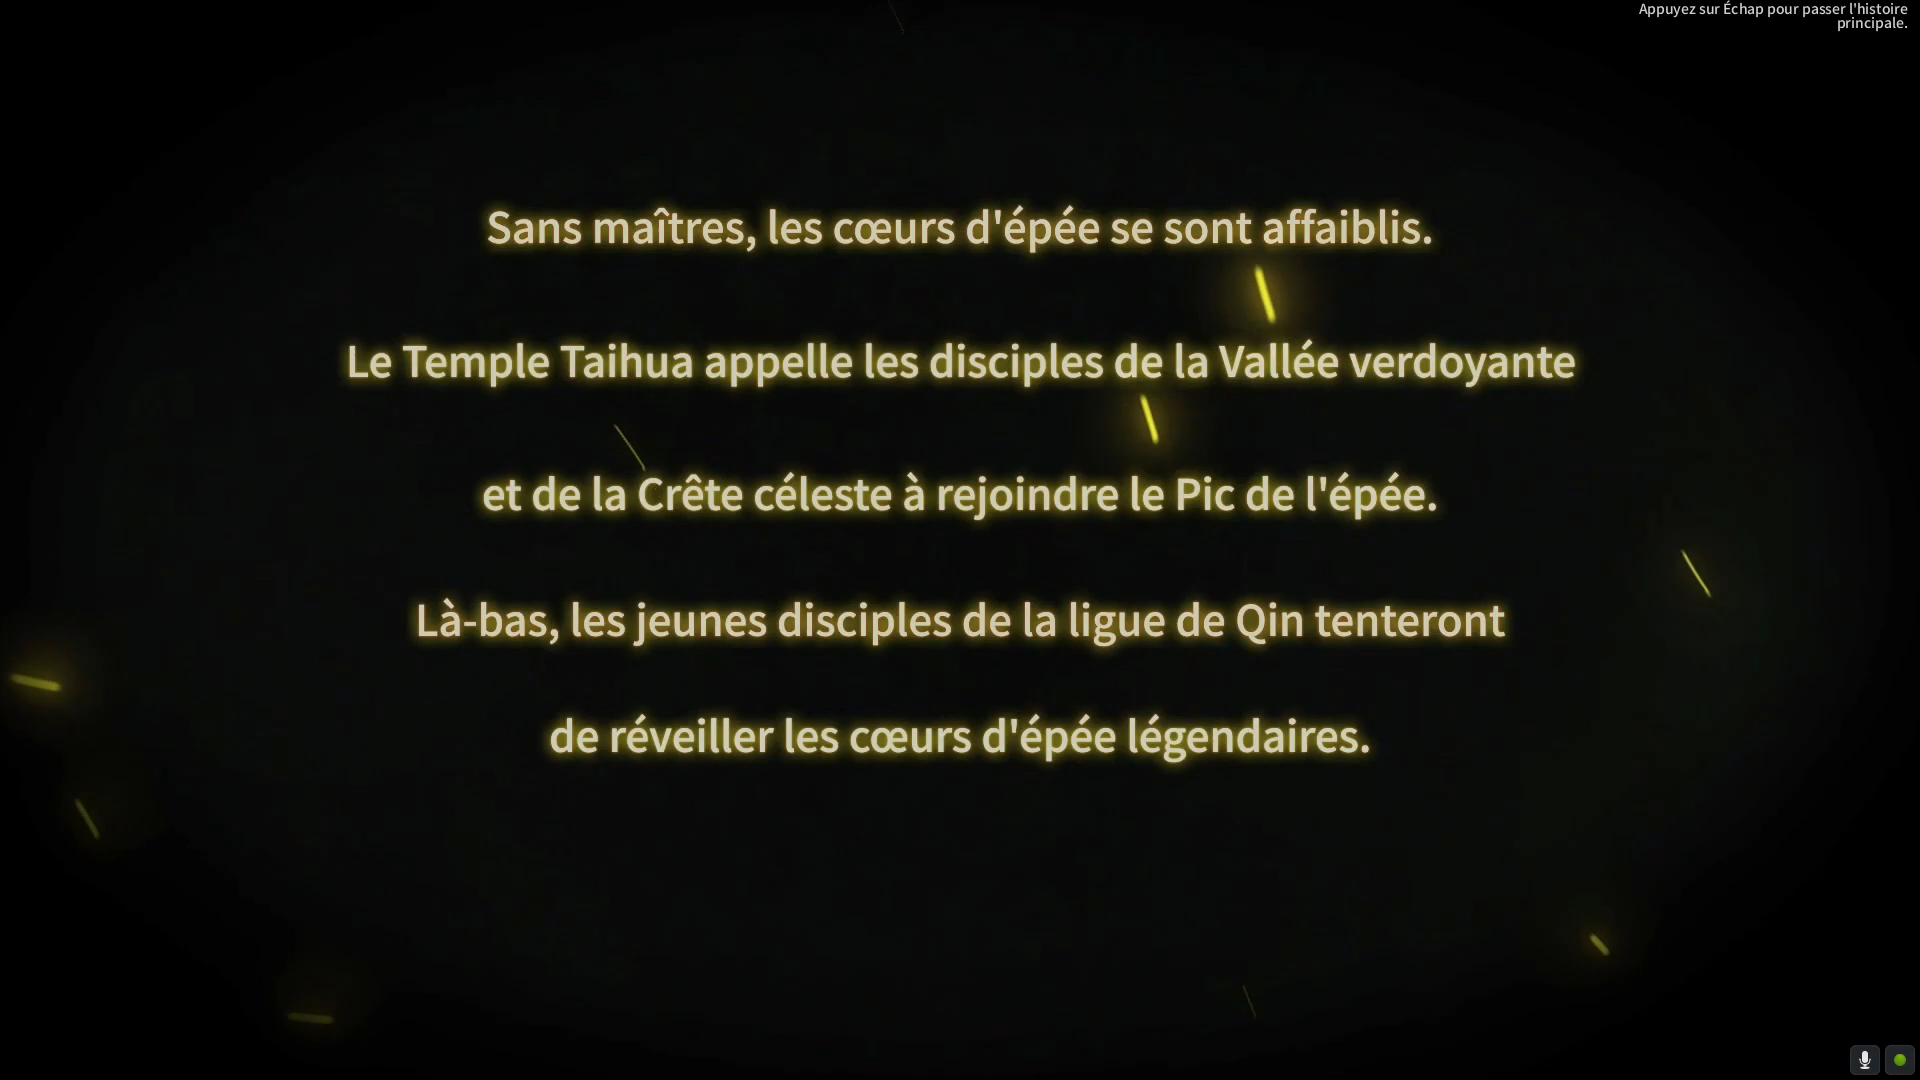 Appuyez sur Échap pour passer l'histoire
principale.
Sans maîtres, les cœurs d'épée se sont affaiblis.
Le Temple Taihua appelle les disciples de la Vallée verdoyante
et de la Crête céleste à rejoindre le Pic de l'épée.
Là-bas, les jeunes disciples de la ligue de Qin tenteront
de réveiller les cœurs d'épée légendaires.